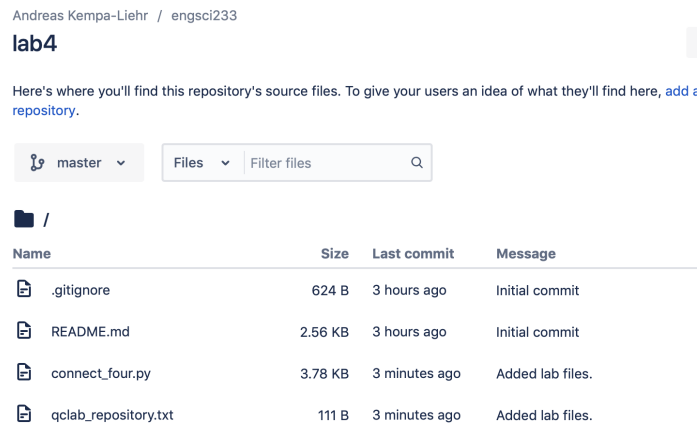 Andreas Kempa-Liehr / engsci233
lab4
Here's where you'll find this repository's source files. To give your users an idea of what they'll find here, add a
repository.
master Files Filter files
/
Name Size Last commit Message
.gitignore 624 B 3 hours ago Initial commit
README.md 2.56 KB 3 hours ago Initial commit
connect_four.py 3.78 KB 3 minutes ago Added lab files.
qclab_repository.txt 111 B 3 minutes ago Added lab files.